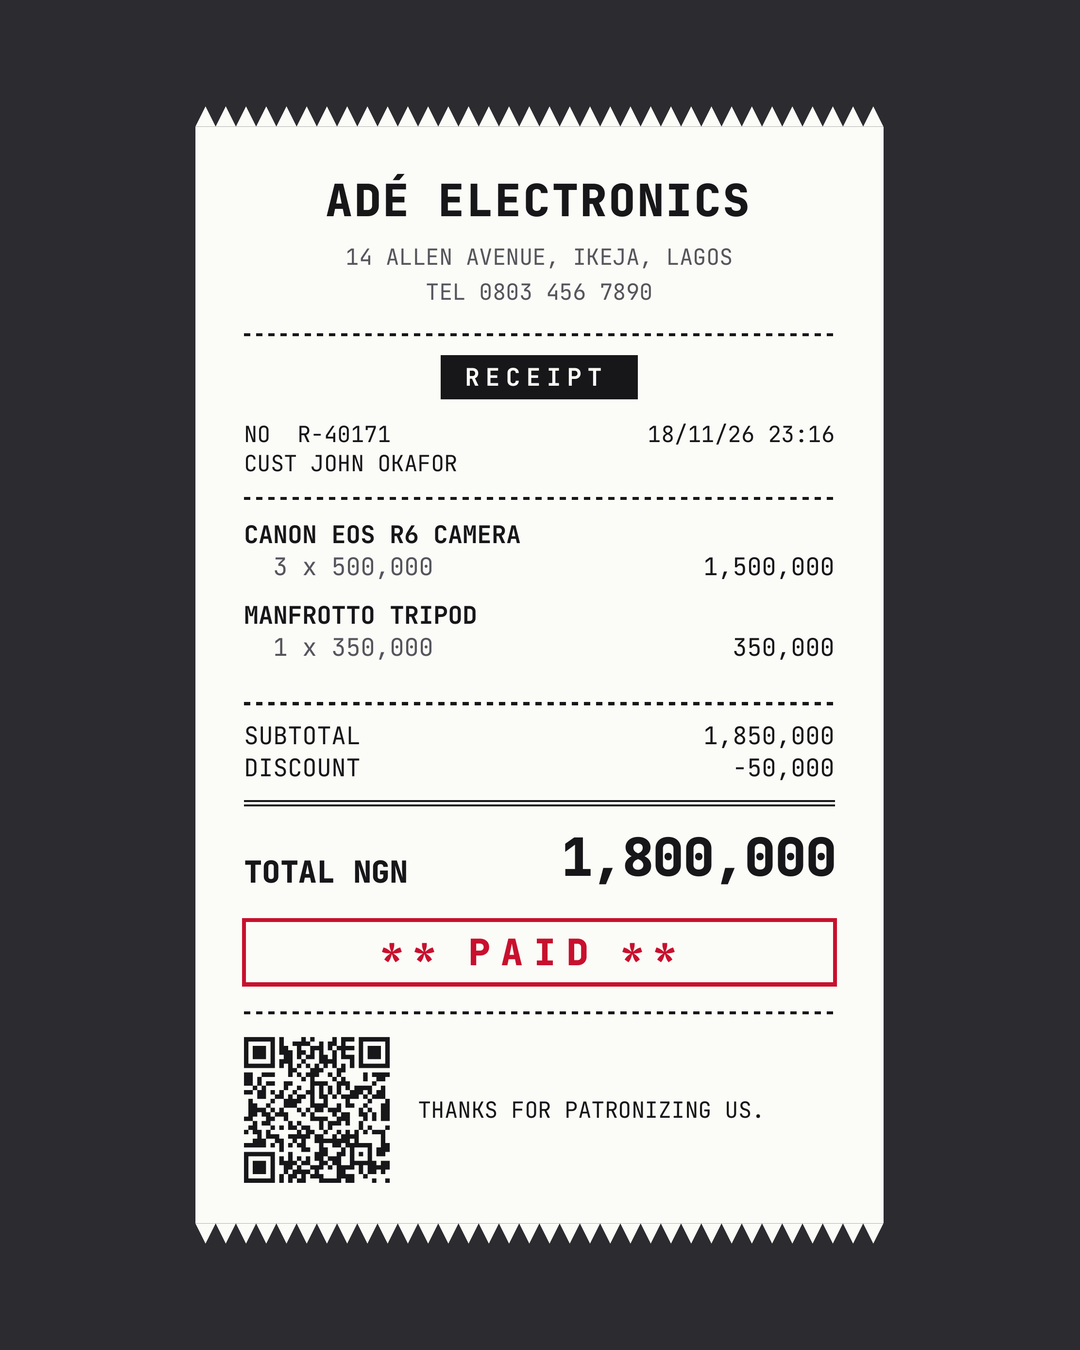 ADÉ ELECTRONICS
14 ALLEN AVENUE, IKEJA, LAGOS
TEL 0803 456 7890
RECEIPT
NO R-40171 18/11/26 23:16
CUST JOHN OKAFOR
CANON EOS R6 CAMERA
3 x 500,000 1,500,000
MANFROTTO TRIPOD
1 x 350,000 350,000
SUBTOTAL 1,850,000
DISCOUNT -50,000
TOTAL NGN 1,800,000
** PAID **
THANKS FOR PATRONIZING US.